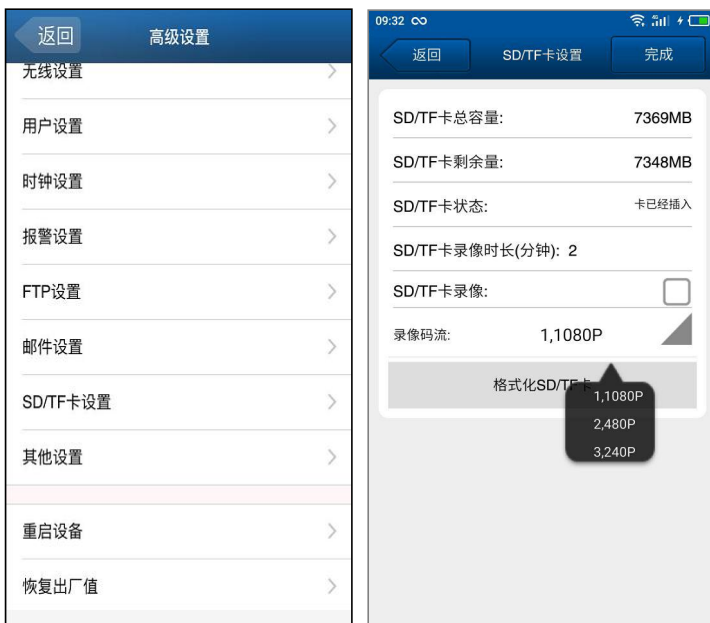 返回
高级设置
无线设置
用户设置
时钟设置
报警设置
FTP设置
邮件设置
SD/TF卡设置
其他设置
重启设备
恢复出厂值
09:32
返回
SD/TF卡设置
完成
SD/TF卡总容量: 7369MB
SD/TF卡剩余量: 7348MB
SD/TF卡状态: 卡已经插入
SD/TF卡录像时长(分钟): 2
SD/TF卡录像:
录像码流: 1,1080P
格式化SD/TF卡
1,1080P
2,480P
3,240P